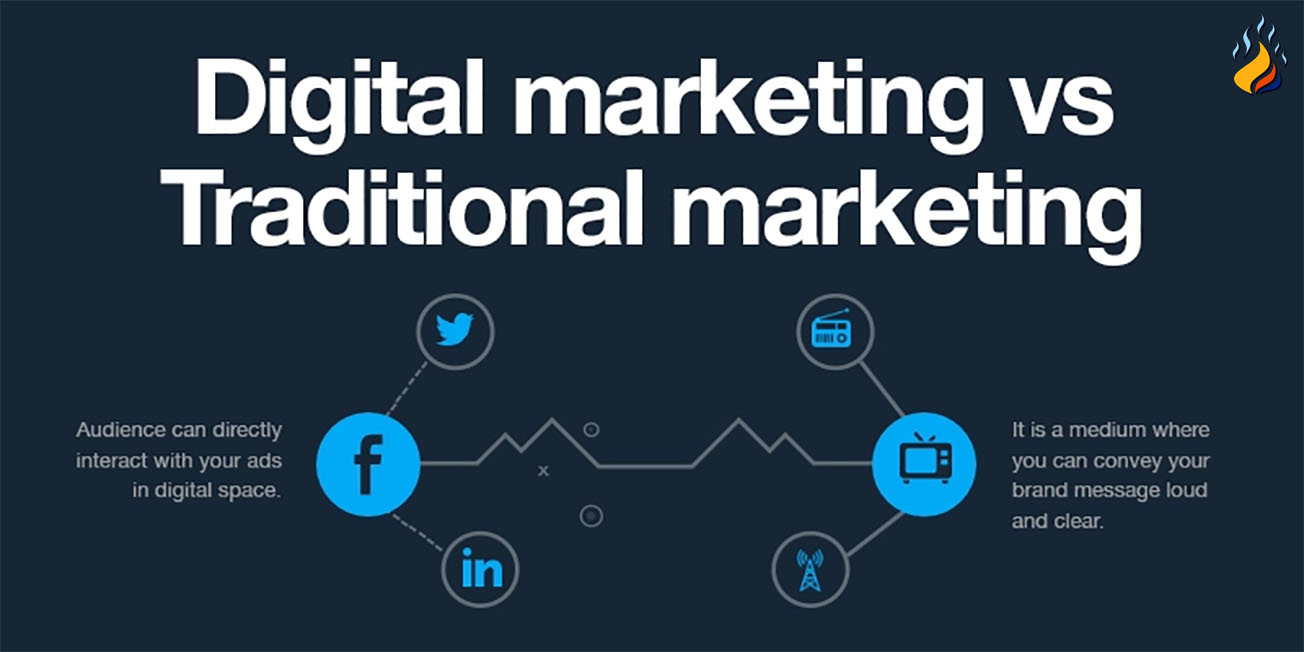 Digital marketing vs
Traditional marketing
Audience can directly
interact with your ads
in digital space.
f
in
x
It is a medium where
you can convey your
brand message loud
and clear.